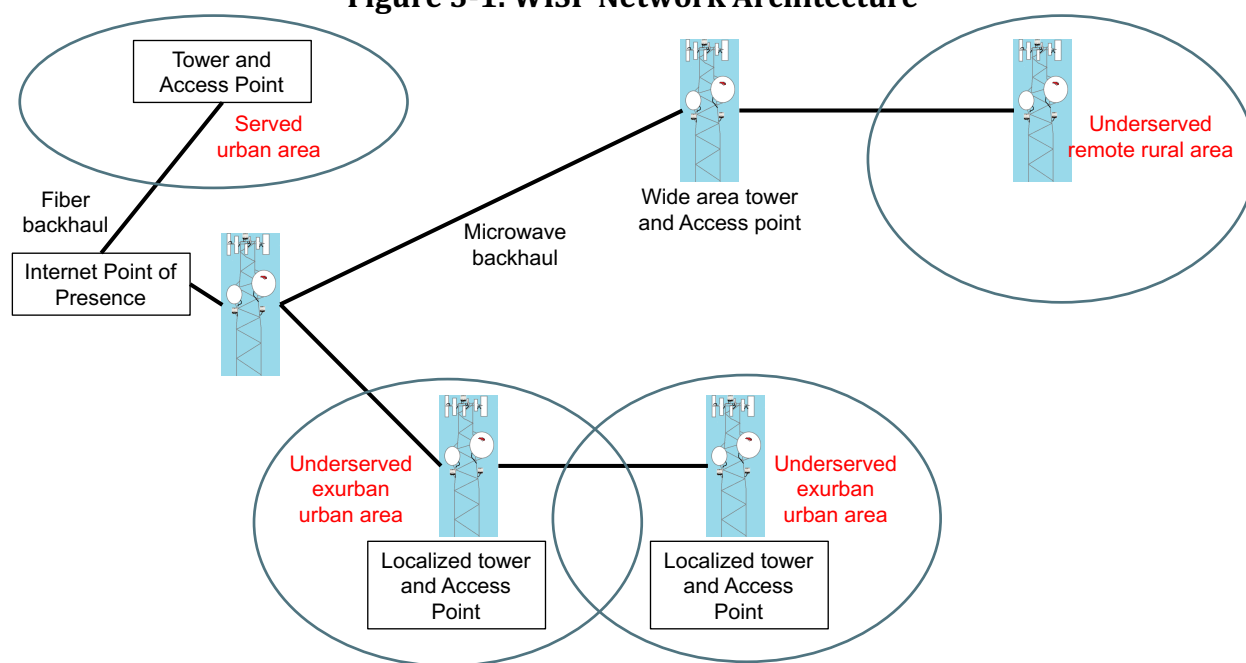 Figure 3-1. WISP Network Architecture
Tower and
Access Point
Served
urban area
Underserved
remote rural area
Wide area tower
and Access point
Fiber
backhaul
Microwave
backhaul
Internet Point of
Presence
Underserved
exurban
urban area
Underserved
exurban
urban area
Localized tower
and Access
Point
Localized tower
and Access
Point